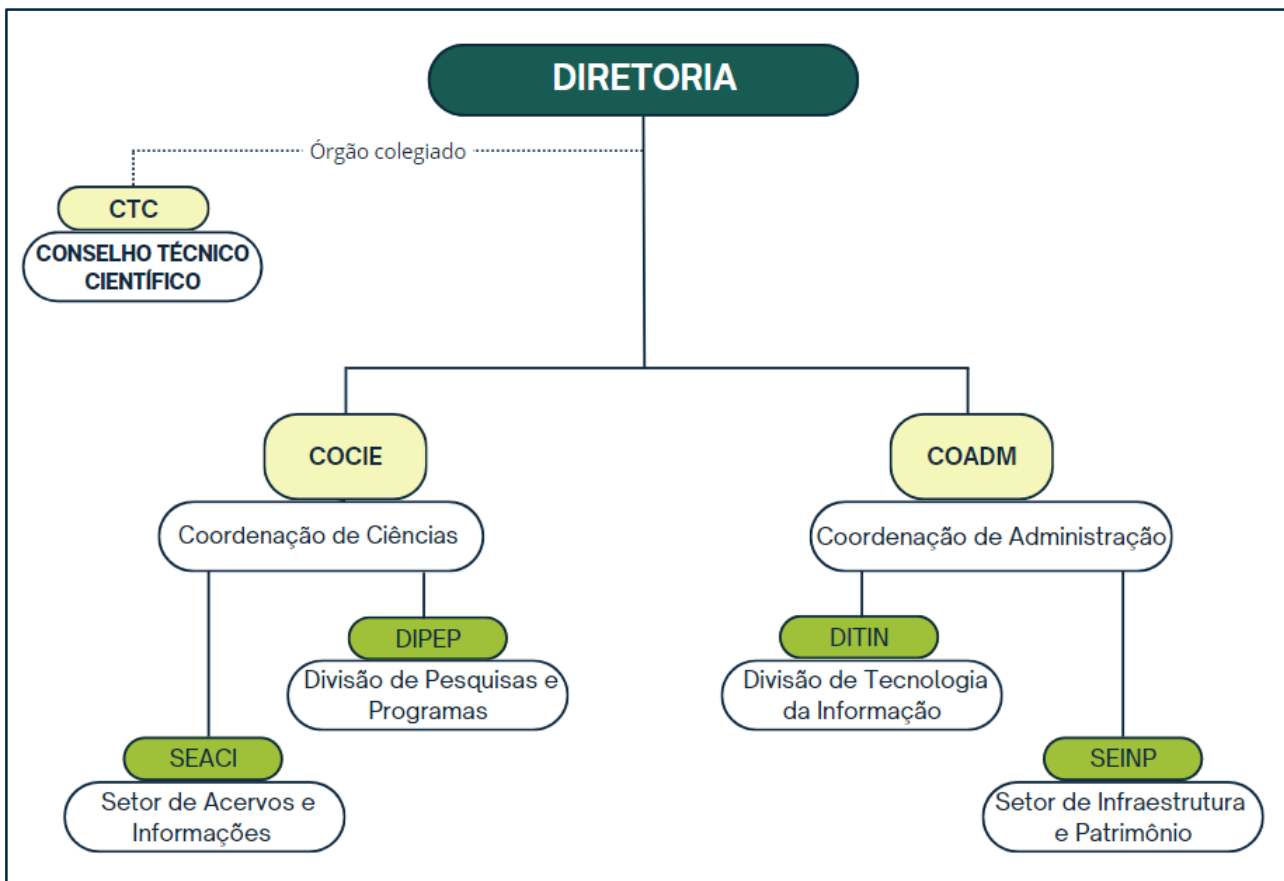 DIRETORIA
Órgão colegiado
CTC
CONSELHO TÉCNICO
CIENTÍFICO
COCIE
Coordenação de Ciências
COADM
Coordenação de Administração
DIPEP
Divisão de Pesquisas e
Programas
DITIN
Divisão de Tecnologia
da Informação
SEACI
Setor de Acervos e
Informações
SEINP
Setor de Infraestrutura
e Patrimônio